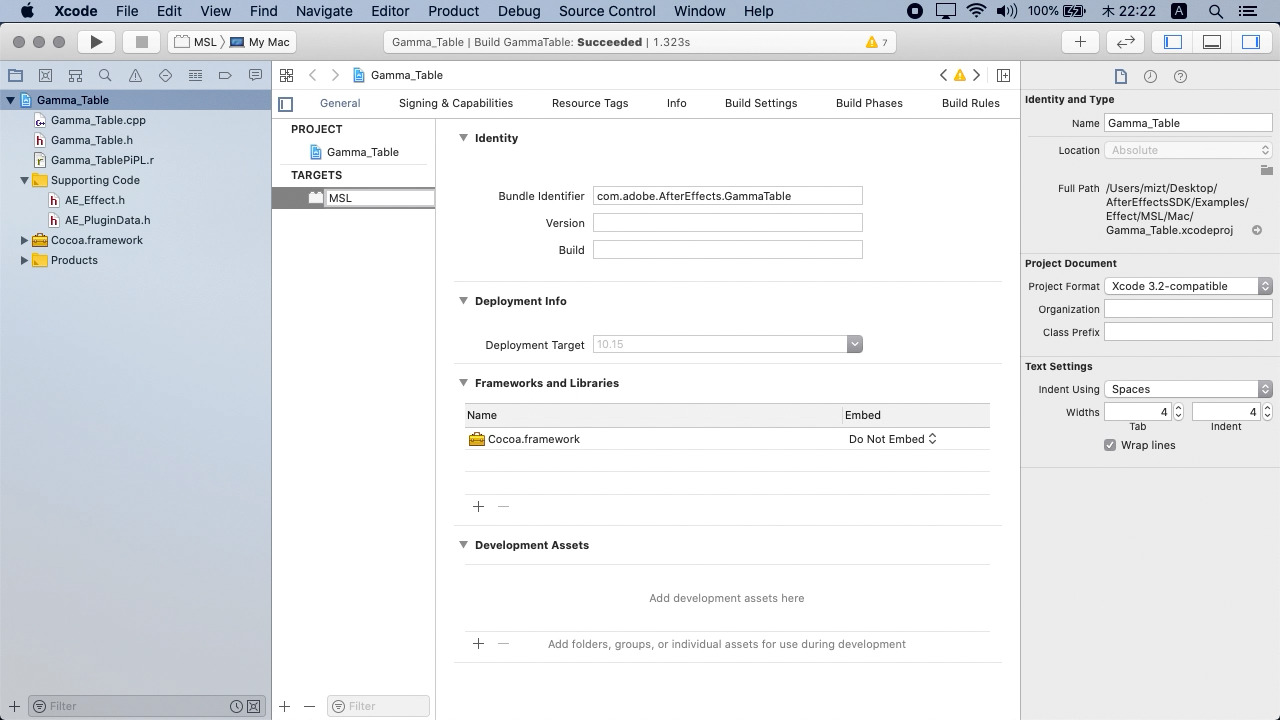 Xcode File Edit View Find Navigate Editor Product Debug Source Control Window Help 100% 木 22:22 A
MSL My Mac Gamma_Table | Build GammaTable: Succeeded | 1.323s 7
Gamma_Table
General Signing & Capabilities Resource Tags Info Build Settings Build Phases Build Rules
Gamma_Table
Gamma_Table.cpp
Gamma_Table.h
Gamma_TablePiPL.r
Supporting Code
AE_Effect.h
AE_PluginData.h
Cocoa.framework
Products
Filter
PROJECT
Gamma_Table
TARGETS
MSL
Filter
Identity
Bundle Identifier com.adobe.AfterEffects.GammaTable
Version
Build
Deployment Info
Deployment Target 10.15
Frameworks and Libraries
Name Embed
Cocoa.framework Do Not Embed
Development Assets
Add development assets here
Add folders, groups, or individual assets for use during development
Identity and Type
Name Gamma_Table
Location Absolute
Full Path /Users/mizt/Desktop/
AfterEffectsSDK/Examples/
Effect/MSL/Mac/
Gamma_Table.xcodeproj
Project Document
Project Format Xcode 3.2-compatible
Organization
Class Prefix
Text Settings
Indent Using Spaces
Widths 4 4
Tab Indent
Wrap lines